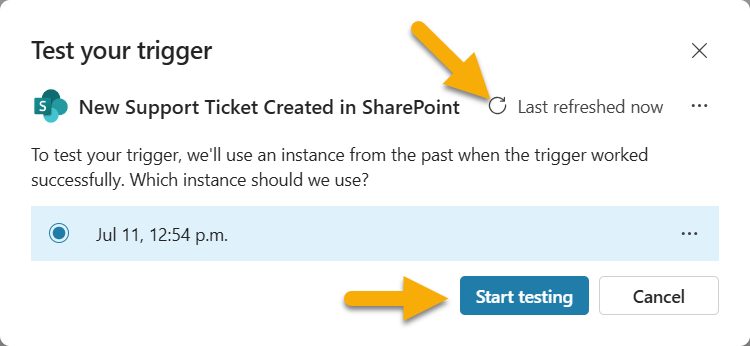 Test your trigger
S New Support Ticket Created in SharePoint Last refreshed now
To test your trigger, we'll use an instance from the past when the trigger worked
successfully. Which instance should we use?
Jul 11, 12:54 p.m.
Start testing Cancel